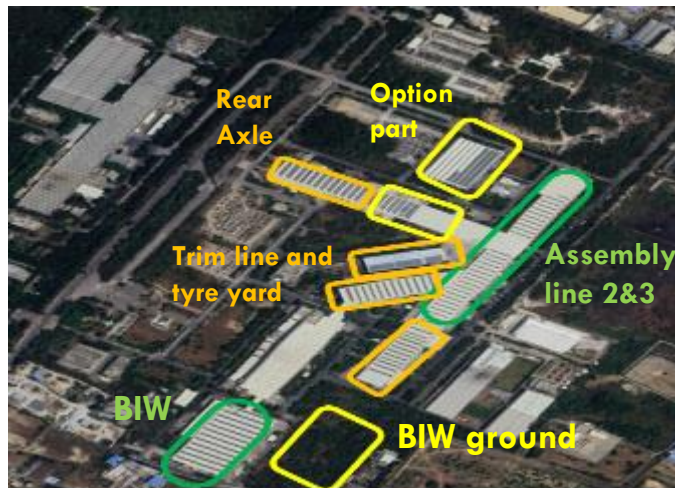 Rear
Axle
Option
part
Trim line and
tyre yard
Assembly
line 2&3
BIW
BIW ground